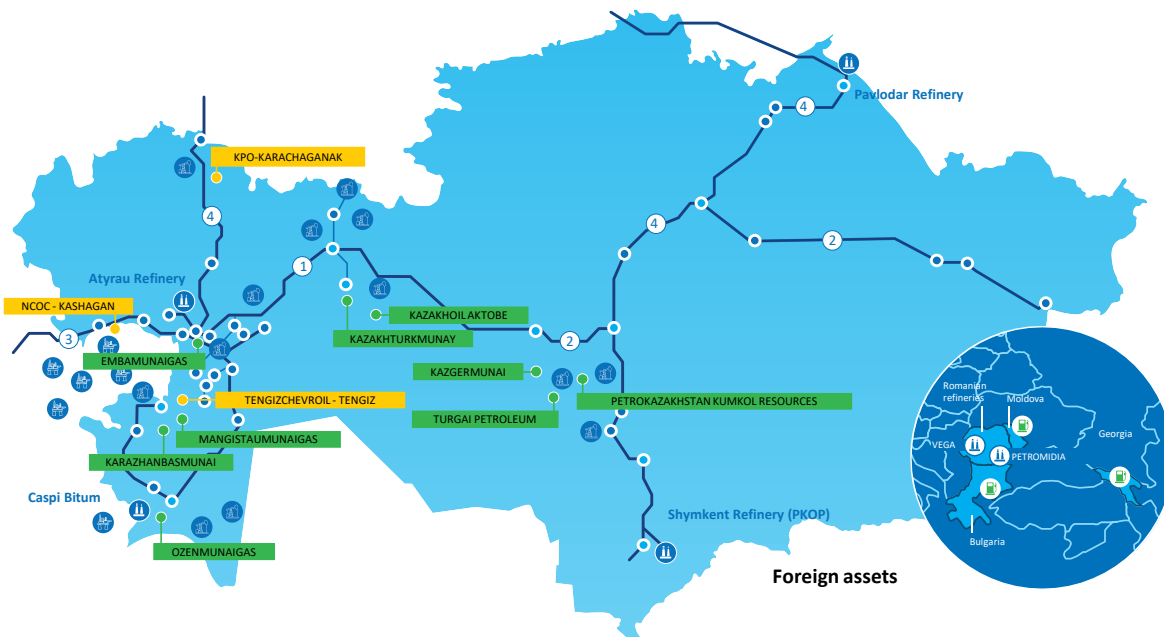 Pavlodar Refinery
4
KPO-KARACHAGANAK
4
4
2
1
Atyrau Refinery
NCOC - KASHAGAN
3
KAZAKHOIL AKTOBE
KAZAKHTURKMUNAY
2
EMBAMUNAIGAS
KAZGERMUNAI
TENGIZCHEVROIL - TENGIZ
PETROKAZAKHSTAN KUMKOL RESOURCES
TURGAI PETROLEUM
MANGISTAUMUNAIGAS
KARAZHANBASMUNAI
Caspi Bitum
OZENMUNAIGAS
Shymkent Refinery (PKOP)
Romanian
refineries
Moldova
Georgia
VEGA
PETROMIDIA
Bulgaria
Foreign assets